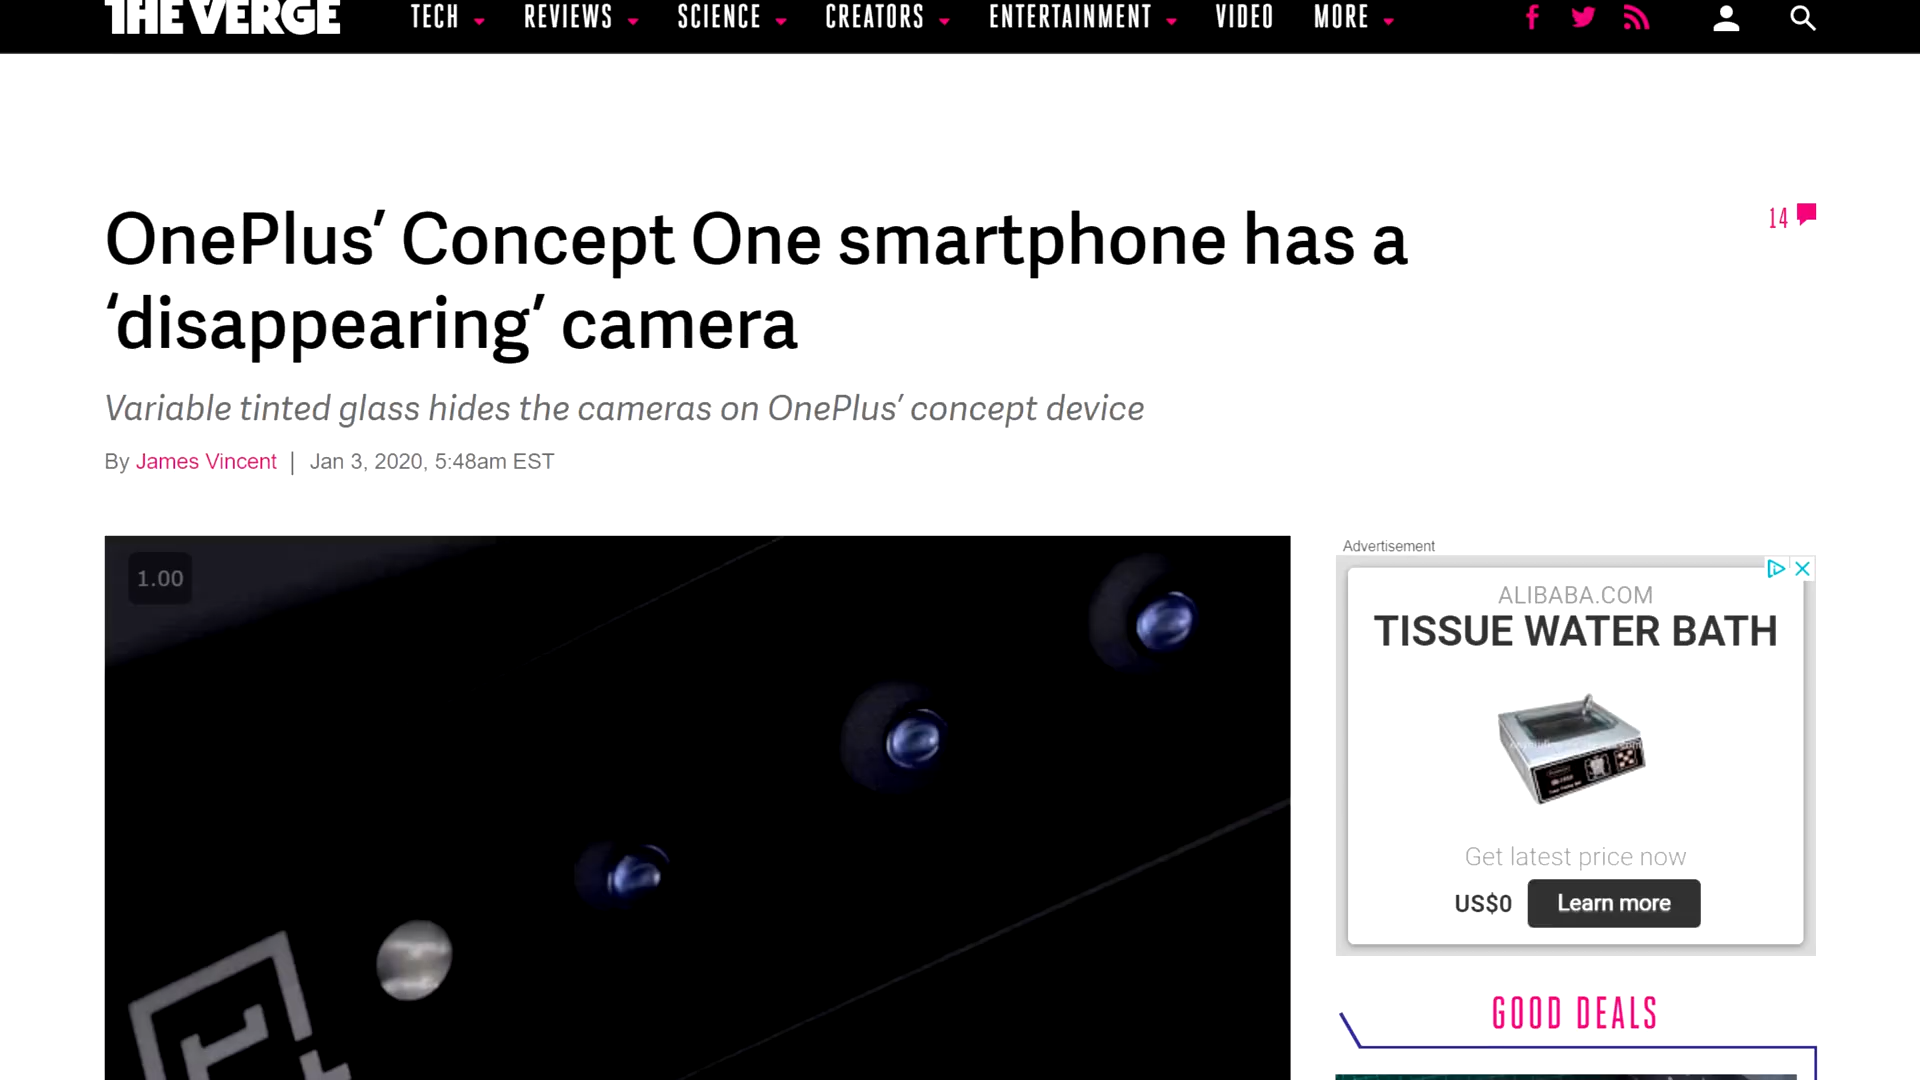 THE VERGE
TECH REVIEWS SCIENCE CREATORS ENTERTAINMENT VIDEO MORE
OnePlus’ Concept One smartphone has a
‘disappearing’ camera
14
Variable tinted glass hides the cameras on OnePlus’ concept device
By James Vincent | Jan 3, 2020, 5:48am EST
1.00
Advertisement
ALIBABA.COM
TISSUE WATER BATH
Get latest price now
US$0 Learn more
GOOD DEALS